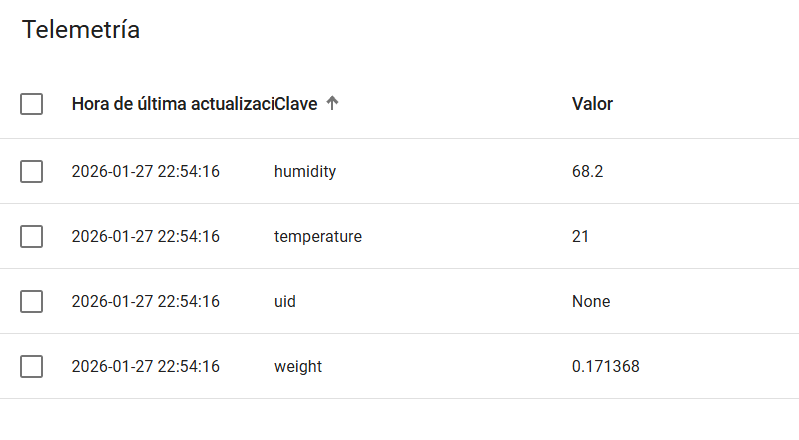 Telemetría
Hora de última actualizaci Clave Valor
2026-01-27 22:54:16 humidity 68.2
2026-01-27 22:54:16 temperature 21
2026-01-27 22:54:16 uid None
2026-01-27 22:54:16 weight 0.171368